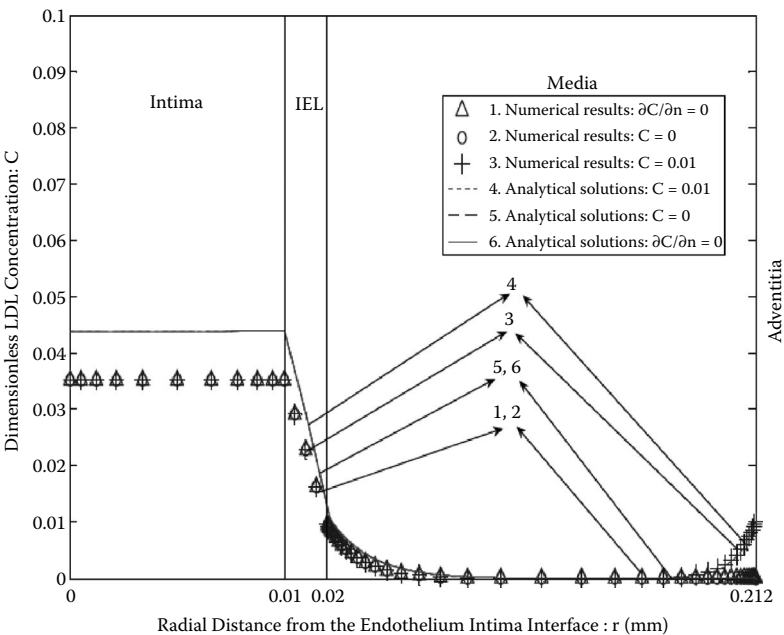 0.1
0.09
0.08
0.07
0.06
0.05
0.04
0.03
0.02
0.01
0
Dimensionless LDL Concentration: C
Intima
IEL
Media
1. Numerical results: ∂C/∂n = 0
2. Numerical results: C = 0
3. Numerical results: C = 0.01
4. Analytical solutions: C = 0.01
5. Analytical solutions: C = 0
6. Analytical solutions: ∂C/∂n = 0
4
3
5, 6
1, 2
Adventitia
0
0.01
0.02
0.212
Radial Distance from the Endothelium Intima Interface : r (mm)